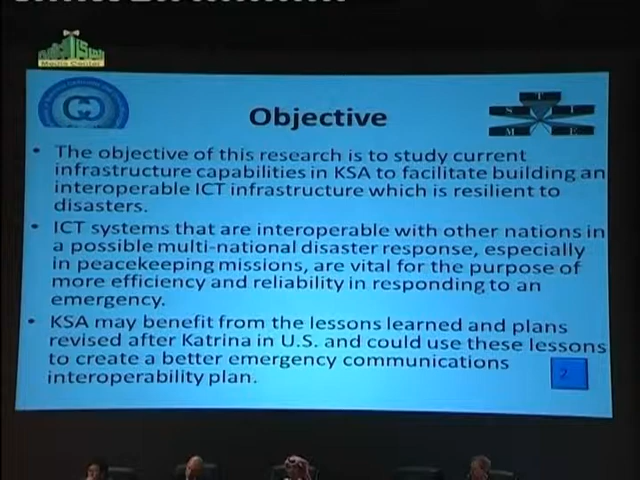 Media Center
Objective
• The objective of this research is to study current
infrastructure capabilities in KSA to facilitate building an
interoperable ICT infrastructure which is resilient to
disasters.
• ICT systems that are interoperable with other nations in
a possible multi-national disaster response, especially
in peacekeeping missions, are vital for the purpose of
more efficiency and reliability in responding to an
emergency.
• KSA may benefit from the lessons learned and plans
revised after Katrina in U.S. and could use these lessons
to create a better emergency communications
interoperability plan.
2